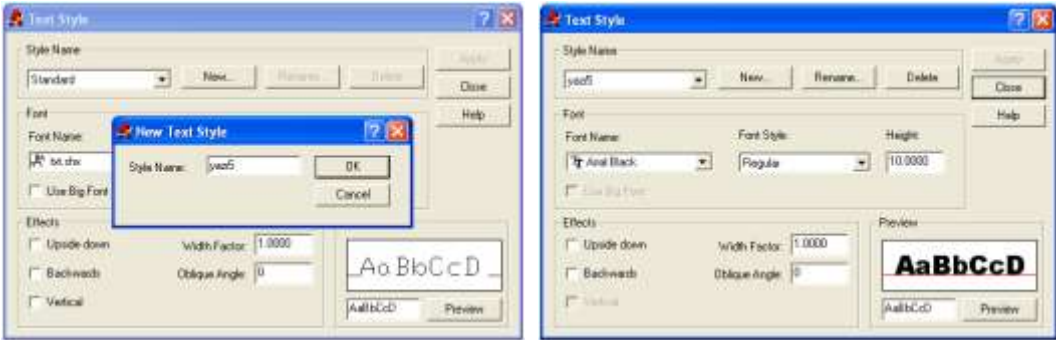 Text Style
Style Name
Standard
New...
Rename...
Delete
Apply
Close
Help
Font
Font Name:
txt.shx
Use Big Font
New Text Style
Style Name:
yazi5
OK
Cancel
Effects
Upside down
Backwards
Vertical
Width Factor: 1.0000
Oblique Angle: 0
AaBbCcD
AaBbCcD
Preview
Text Style
Style Name
yazi5
New...
Rename...
Delete
Apply
Close
Help
Font
Font Name:
Font Style:
Height:
Arial Black
Regular
10.0000
Use Big Font
Effects
Upside down
Backwards
Vertical
Width Factor: 1.0000
Oblique Angle: 0
Preview
AaBbCcD
AaBbCcD
Preview